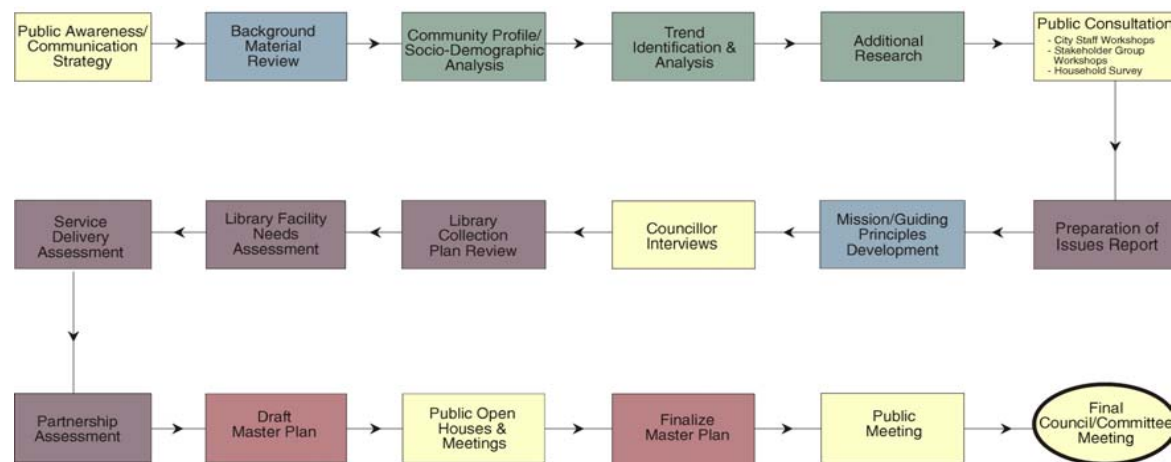 Public Awareness/
Communication
Strategy
Background
Material
Review
Community Profile/
Socio-Demographic
Analysis
Trend
Identification &
Analysis
Additional
Research
Public Consultation
- City Staff Workshops
- Stakeholder Group
Workshops
- Household Survey
Service
Delivery
Assessment
Library Facility
Needs
Assessment
Library
Collection
Plan Review
Councillor
Interviews
Mission/Guiding
Principles
Development
Preparation of
Issues Report
Partnership
Assessment
Draft
Master Plan
Public Open
Houses &
Meetings
Finalize
Master Plan
Public
Meeting
Final
Council/Committee
Meeting